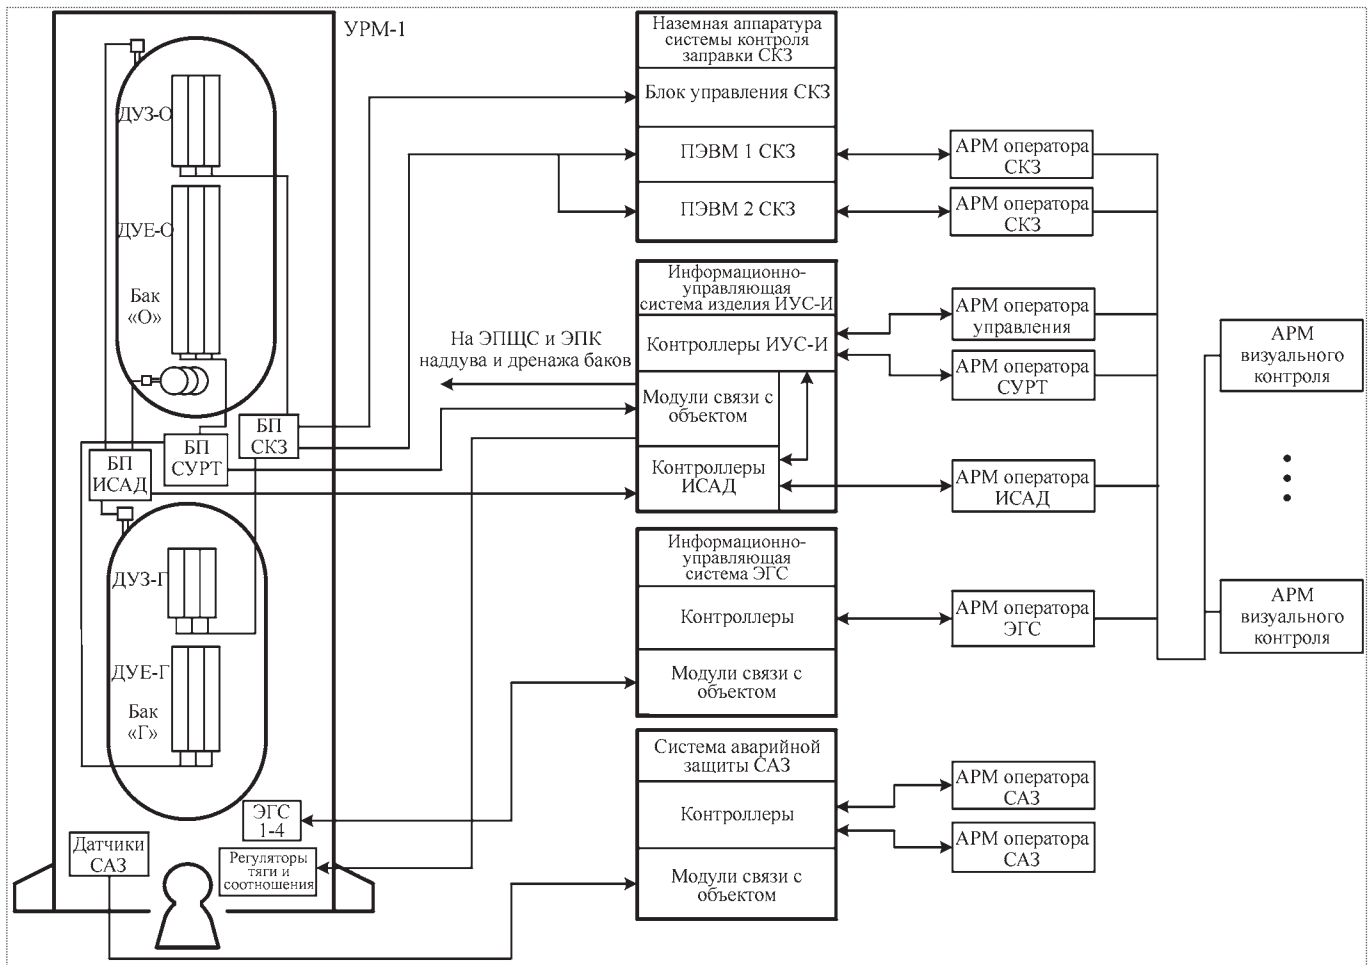 УРМ-1
ДУЗ-О
ДУЕ-О
Бак
«О»
БП
СКЗ
БП
СУРТ
БП
ИСАД
ДУЗ-Г
ДУЕ-Г
Бак
«Г»
ЭГС
1-4
Датчики
САЗ
Регуляторы
тяги и
соотношения
На ЭПЩС и ЭПК
наддува и дренажа баков
Наземная аппаратура
системы контроля
заправки СКЗ
Блок управления СКЗ
ПЭВМ 1 СКЗ
ПЭВМ 2 СКЗ
Информационно-
управляющая
система изделия ИУС-И
Контроллеры ИУС-И
Модули связи с
объектом
Контроллеры
ИСАД
Информационно-
управляющая
система ЭГС
Контроллеры
Модули связи с
объектом
Система аварийной
защиты САЗ
Контроллеры
Модули связи с
объектом
АРМ оператора
СКЗ
АРМ оператора
СКЗ
АРМ оператора
управления
АРМ оператора
СУРТ
АРМ оператора
ИСАД
АРМ оператора
ЭГС
АРМ оператора
САЗ
АРМ оператора
САЗ
АРМ
визуального
контроля
АРМ
визуального
контроля